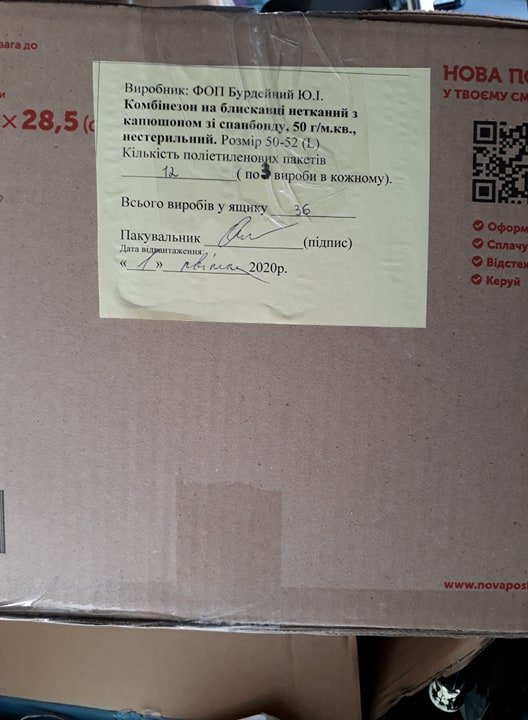 вага до
НОВА ПО
У ТВОЄМУ СМ
× 28,5 (с
Виробник: ФОП Бурдейний Ю.І.
Комбінезон на блискавці нетканий з
капюшоном зі спанбонду, 50 г/м.кв.,
нестерильний. Розмір 50-52 (L)
Кількість поліетиленових пакетів
12 ( по 3 вироби в кожному).
Всього виробів у ящику 36
Пакувальник (підпис)
Дата відвантаження:
« 1 » квітня 2020р.
Оформ
Сплачу
Відстеж
Керуй
www.novaposh